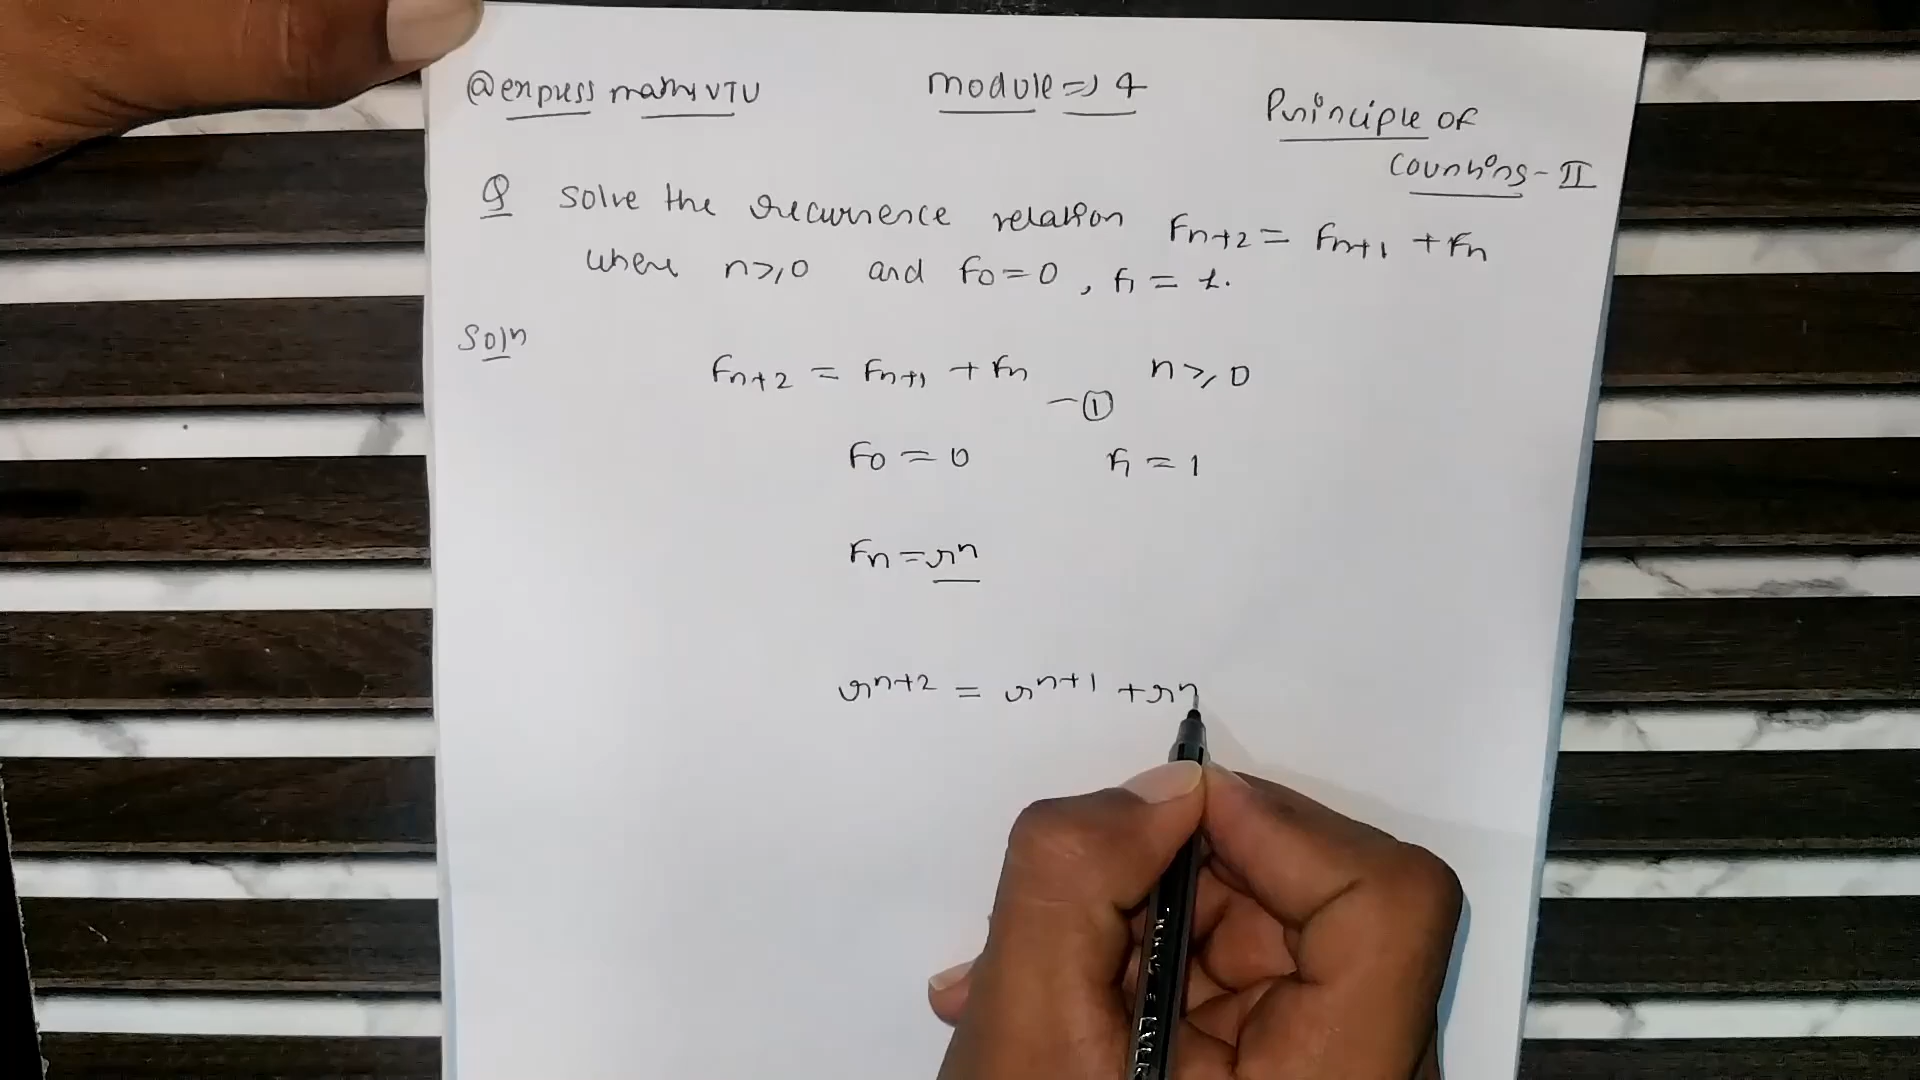 @express maths VTU
module => 4
Principle of
Counting - II
Q solve the recurrence relation Fn+2 = Fn+1 + Fn
where n ≥ 0 and F0 = 0, F1 = 1.
Soln
Fn+2 = Fn+1 + Fn n ≥ 0
— ①
F0 = 0 F1 = 1
Fn = rⁿ
rⁿ⁺² = rⁿ⁺¹ + rⁿ